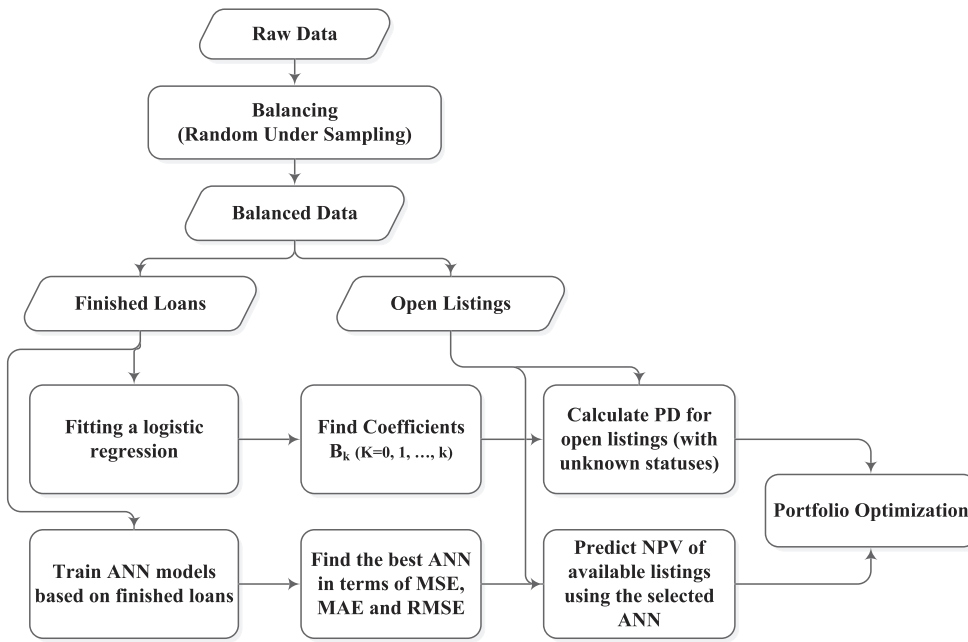 Raw Data
Balancing
(Random Under Sampling)
Balanced Data
Finished Loans
Open Listings
Fitting a logistic
regression
Find Coefficients
Bₖ (K=0, 1, …, k)
Calculate PD for
open listings (with
unknown statuses)
Portfolio Optimization
Train ANN models
based on finished loans
Find the best ANN
in terms of MSE,
MAE and RMSE
Predict NPV of
available listings
using the selected
ANN